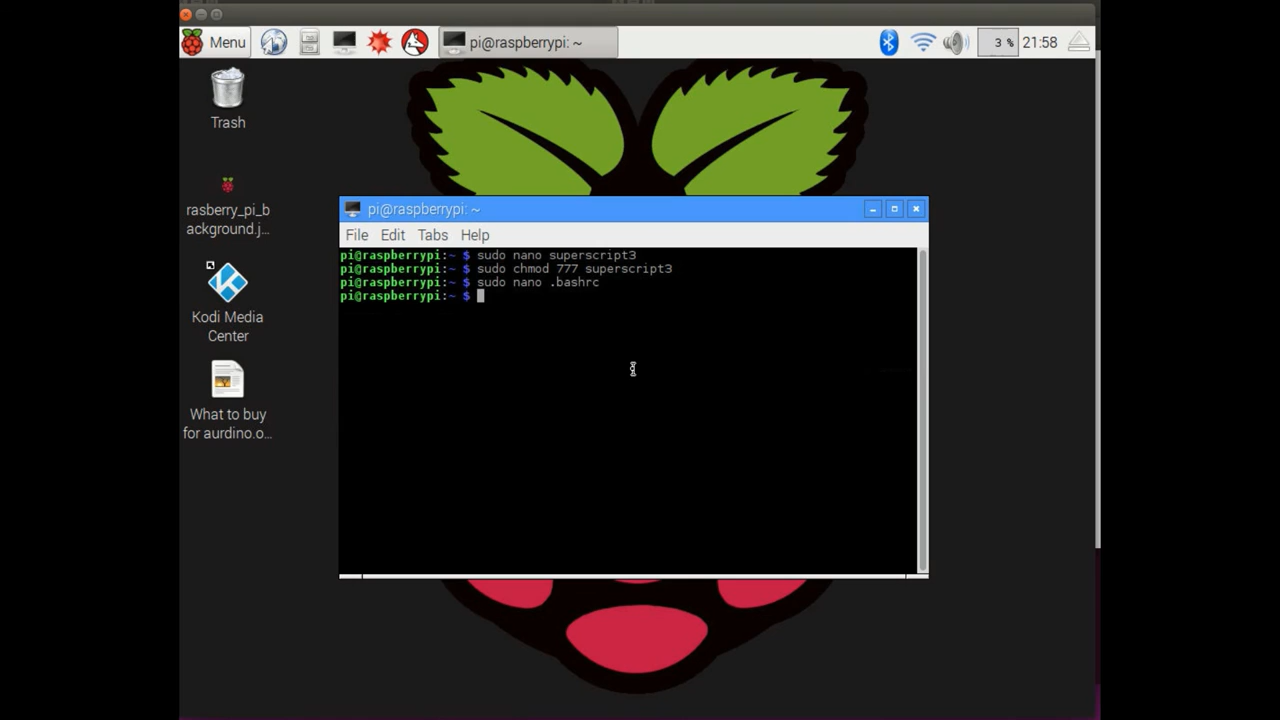 Menu
pi@raspberrypi: ~
3 %
21:58
Trash
rasberry_pi_b
ackground.j...
Kodi Media
Center
What to buy
for aurdino.o...
pi@raspberrypi: ~
File Edit Tabs Help
pi@raspberrypi:~ $ sudo nano superscript3
pi@raspberrypi:~ $ sudo chmod 777 superscript3
pi@raspberrypi:~ $ sudo nano .bashrc
pi@raspberrypi:~ $